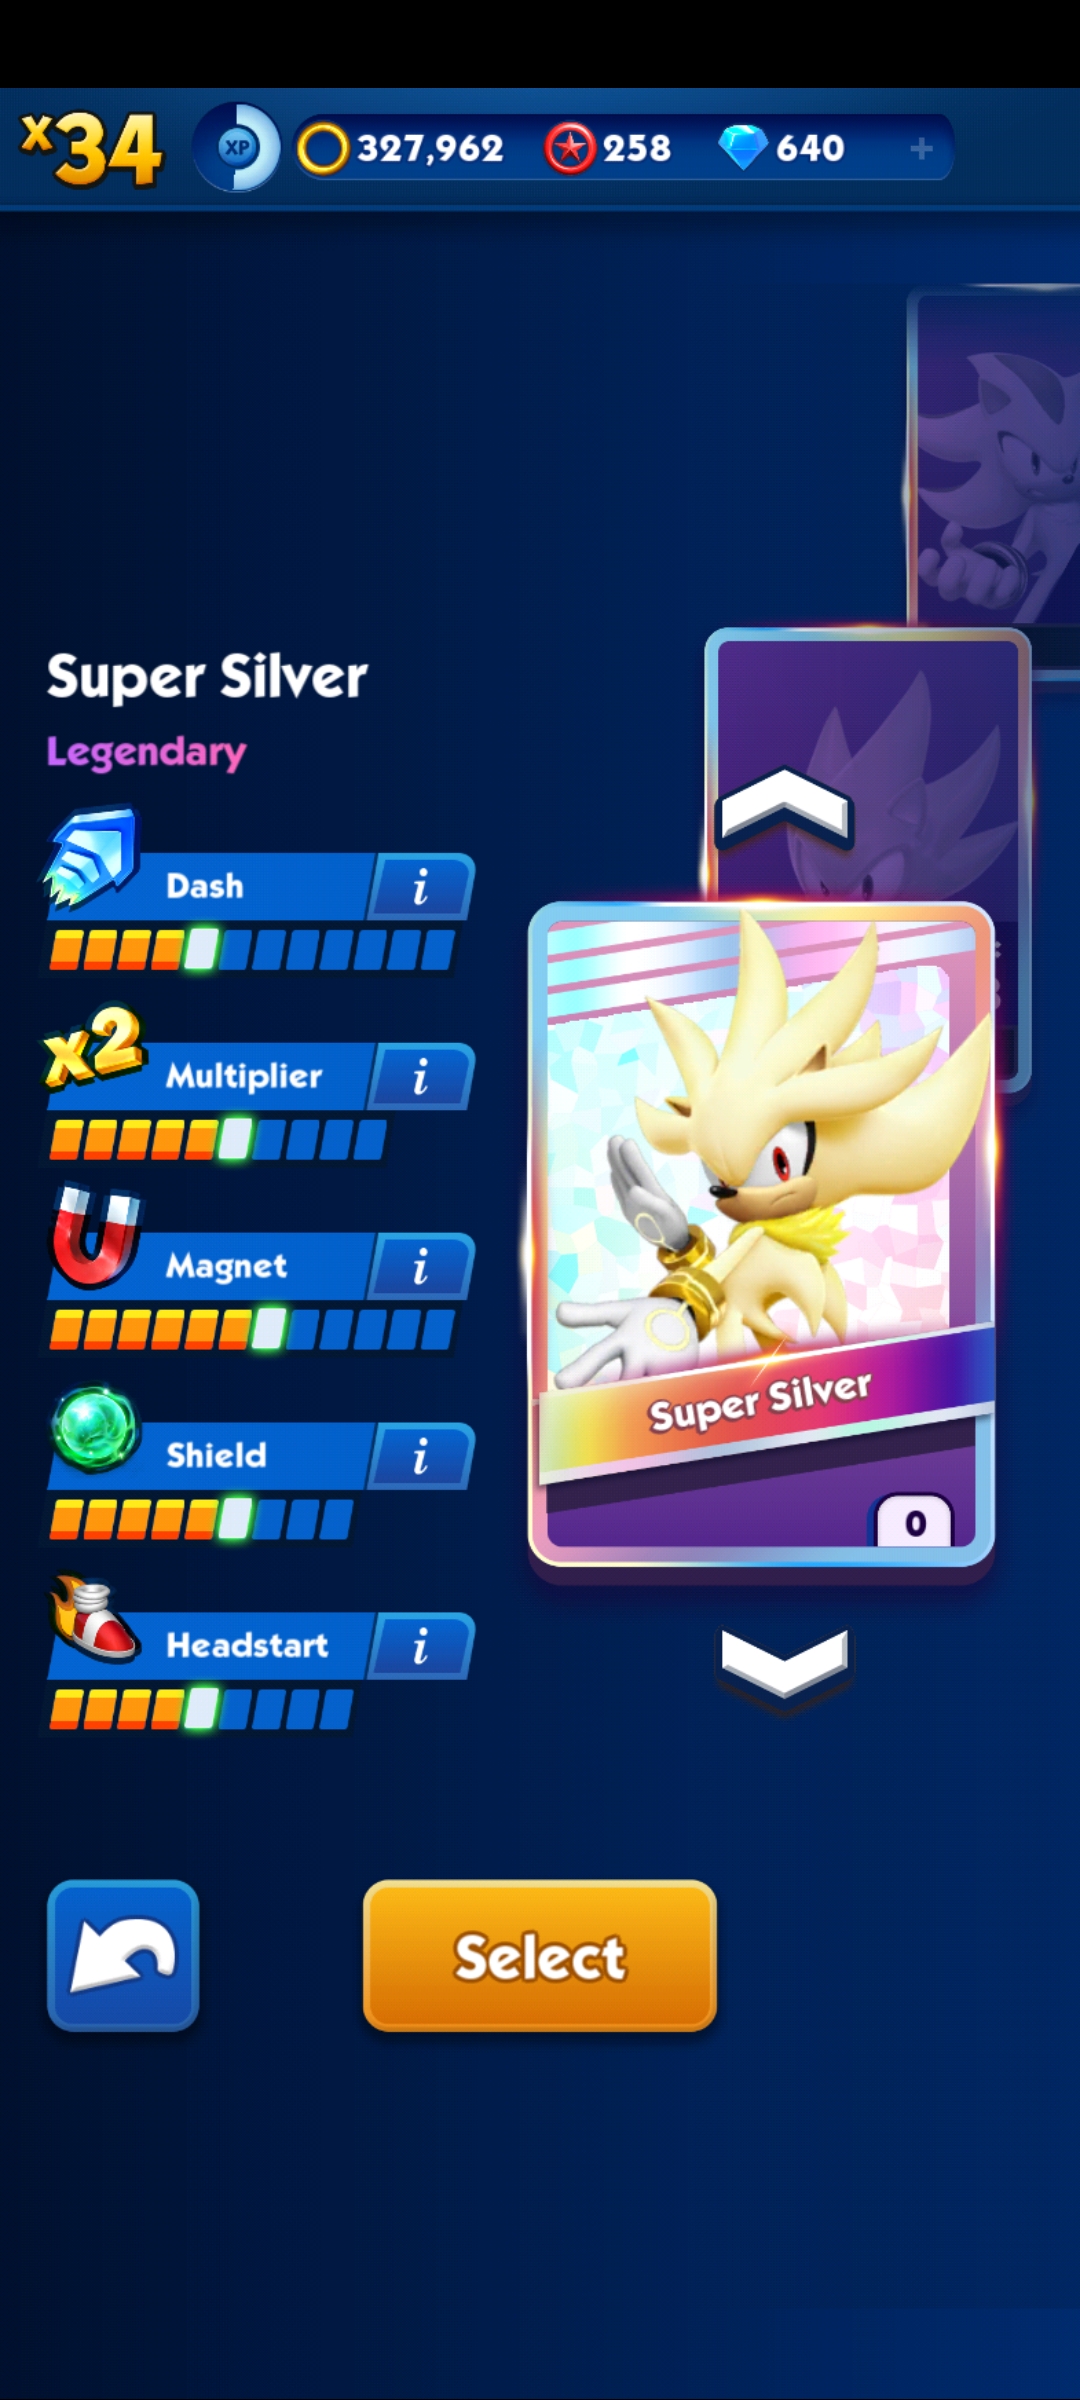 x34 XP 327,962 258 640 +
Super Silver
Legendary
Dash i
x2 Multiplier i
Magnet i
Shield i
Headstart i
Super Silver
0
Select